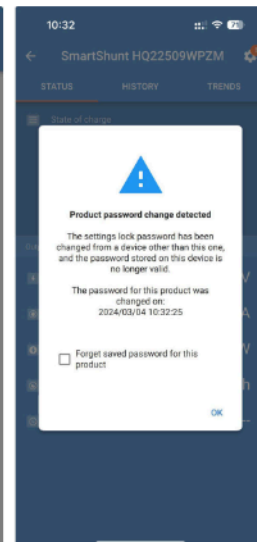 10:32
SmartShunt HQ22509WPZM
STATUS HISTORY TRENDS
State of charge
Product password change detected
The settings lock password has been
changed from a device other than this one,
and the password stored on this device is
no longer valid.
The password for this product was
changed on:
2024/03/04 10:32:25
Forget saved password for this
product
OK
V
A
W
h